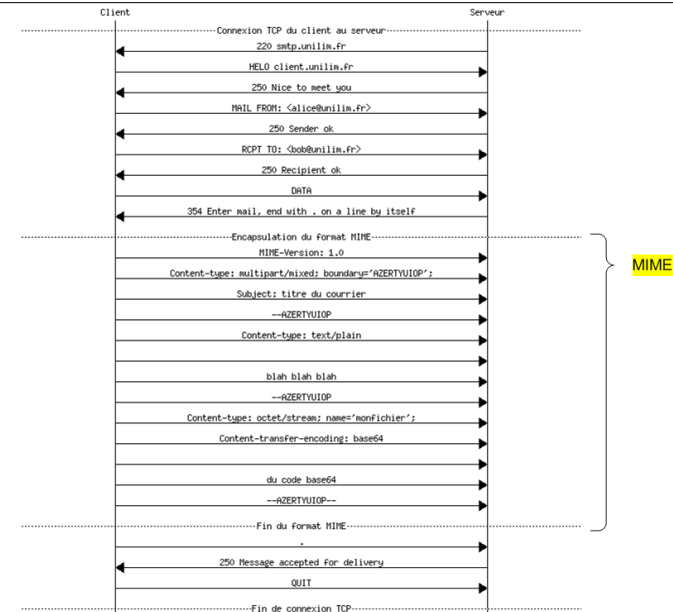 Client Serveur
Connexion TCP du client au serveur
220 smtp.unilim.fr
HELO client.unilim.fr
250 Nice to meet you
MAIL FROM: <alice@unilim.fr>
250 Sender ok
RCPT TO: <bob@unilim.fr>
250 Recipient ok
DATA
354 Enter mail, end with . on a line by itself
Encapsulation du format MIME
MIME-Version: 1.0
MIME
Content-type: multipart/mixed; boundary='AZERTYUIOP';
Subject: titre du courrier
--AZERTYUIOP
Content-type: text/plain
blah blah blah
--AZERTYUIOP
Content-type: octet/stream; name='monfichier';
Content-transfer-encoding: base64
du code base64
--AZERTYUIOP--
Fin du format MIME
.
250 Message accepted for delivery
QUIT
Fin de connexion TCP